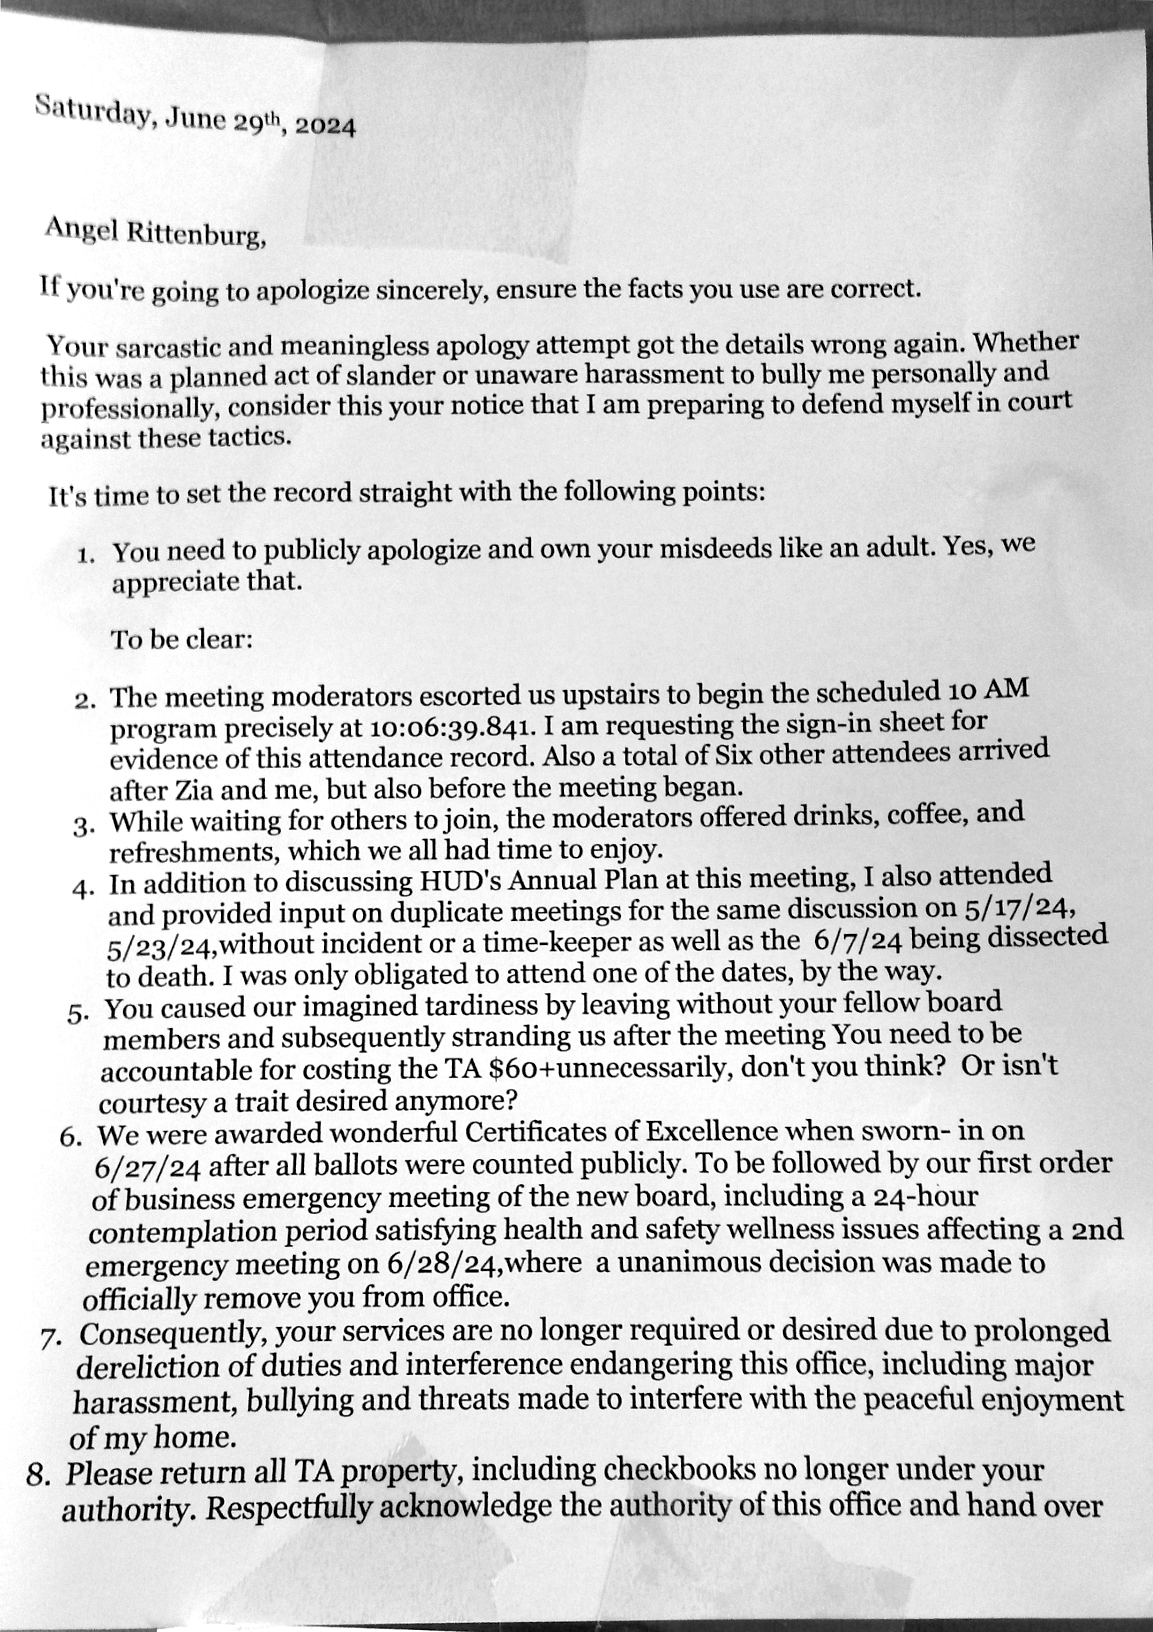 Saturday, June 29th, 2024
Angel Rittenburg,
If you're going to apologize sincerely, ensure the facts you use are correct.
Your sarcastic and meaningless apology attempt got the details wrong again. Whether
this was a planned act of slander or unaware harassment to bully me personally and
professionally, consider this your notice that I am preparing to defend myself in court
against these tactics.
It's time to set the record straight with the following points:
1. You need to publicly apologize and own your misdeeds like an adult. Yes, we
appreciate that.
To be clear:
2. The meeting moderators escorted us upstairs to begin the scheduled 10 AM
program precisely at 10:06:39.841. I am requesting the sign-in sheet for
evidence of this attendance record. Also a total of Six other attendees arrived
after Zia and me, but also before the meeting began.
3. While waiting for others to join, the moderators offered drinks, coffee, and
refreshments, which we all had time to enjoy.
4. In addition to discussing HUD's Annual Plan at this meeting, I also attended
and provided input on duplicate meetings for the same discussion on 5/17/24,
5/23/24,without incident or a time-keeper as well as the 6/7/24 being dissected
to death. I was only obligated to attend one of the dates, by the way.
5. You caused our imagined tardiness by leaving without your fellow board
members and subsequently stranding us after the meeting You need to be
accountable for costing the TA $60+unnecessarily, don't you think? Or isn't
courtesy a trait desired anymore?
6. We were awarded wonderful Certificates of Excellence when sworn- in on
6/27/24 after all ballots were counted publicly. To be followed by our first order
of business emergency meeting of the new board, including a 24-hour
contemplation period satisfying health and safety wellness issues affecting a 2nd
emergency meeting on 6/28/24,where a unanimous decision was made to
officially remove you from office.
7. Consequently, your services are no longer required or desired due to prolonged
dereliction of duties and interference endangering this office, including major
harassment, bullying and threats made to interfere with the peaceful enjoyment
of my home.
8. Please return all TA property, including checkbooks no longer under your
authority. Respectfully acknowledge the authority of this office and hand over